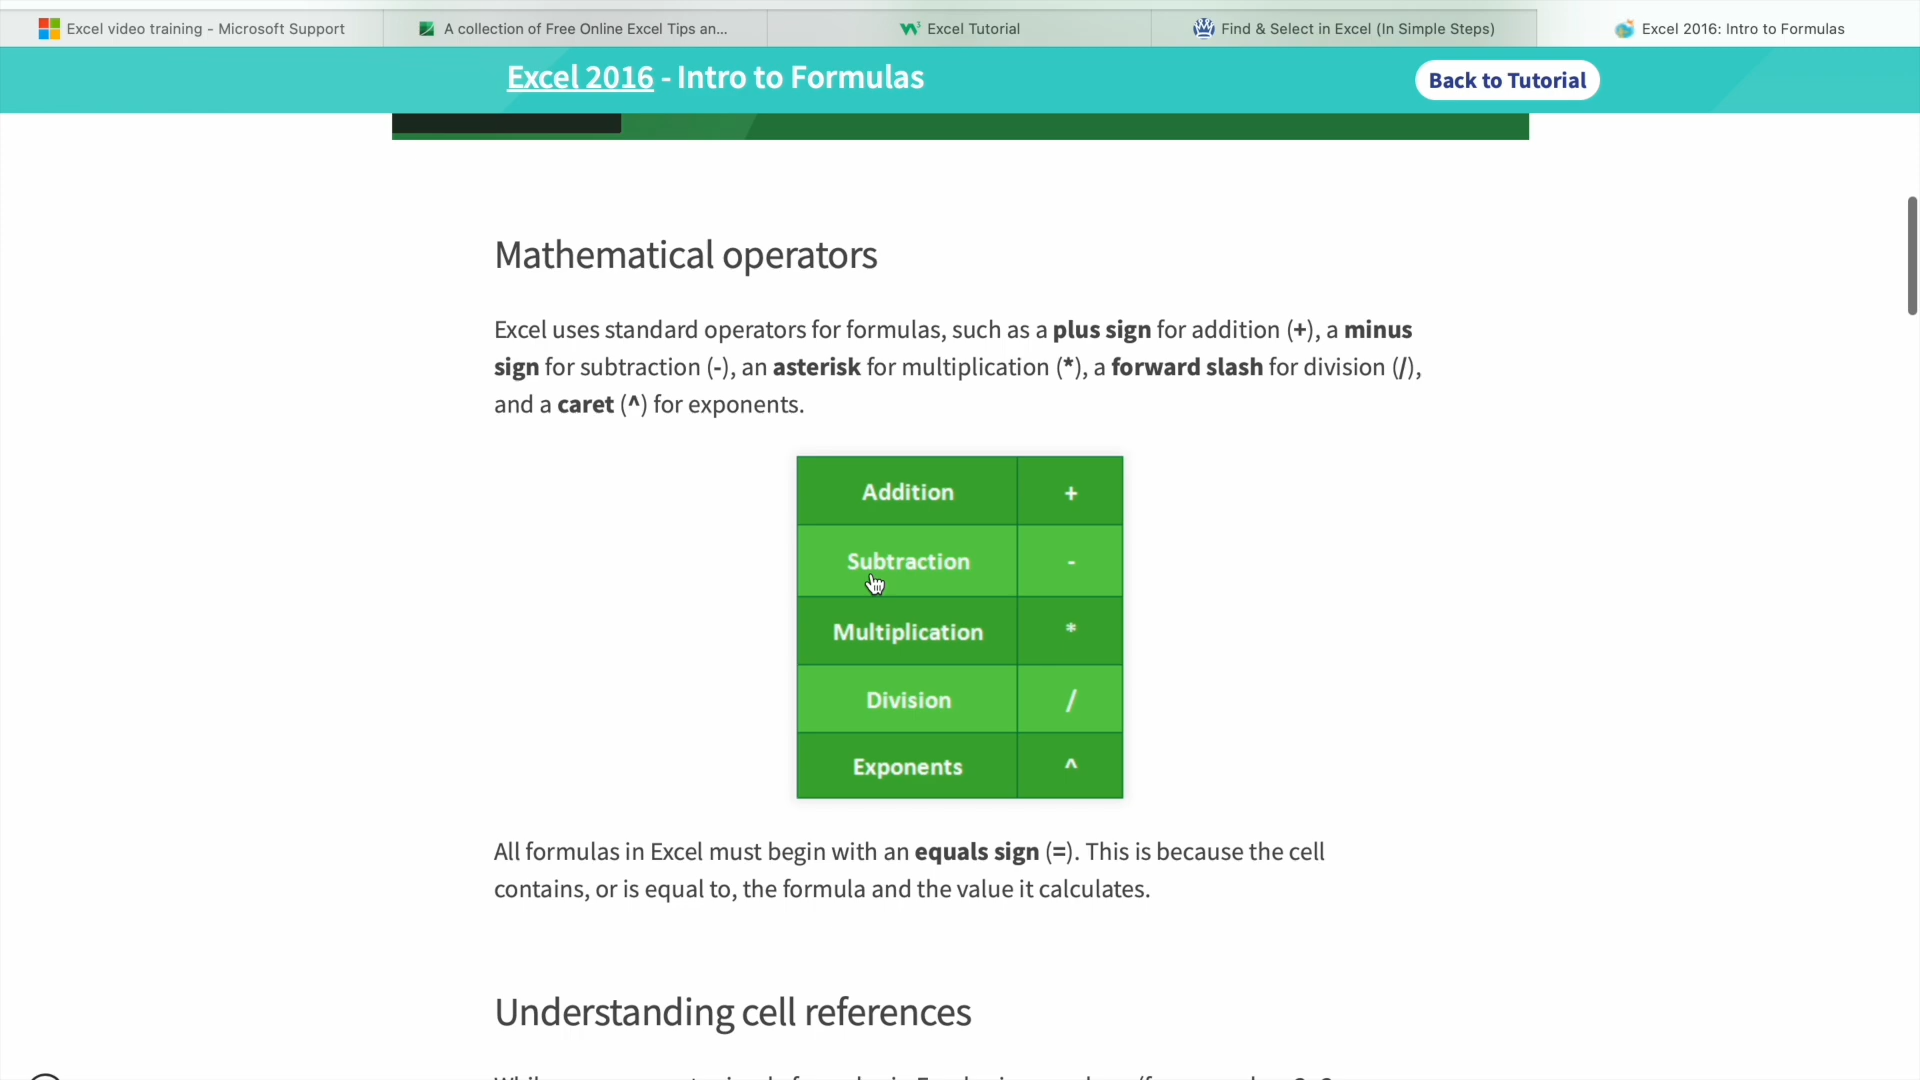 Excel video training - Microsoft Support
A collection of Free Online Excel Tips an...
Excel Tutorial
Find & Select in Excel (In Simple Steps)
Excel 2016: Intro to Formulas
Excel 2016 - Intro to Formulas
Back to Tutorial
Mathematical operators
Excel uses standard operators for formulas, such as a plus sign for addition (+), a minus
sign for subtraction (-), an asterisk for multiplication (*), a forward slash for division (/),
and a caret (^) for exponents.
Addition +
Subtraction -
Multiplication *
Division /
Exponents ^
All formulas in Excel must begin with an equals sign (=). This is because the cell
contains, or is equal to, the formula and the value it calculates.
Understanding cell references